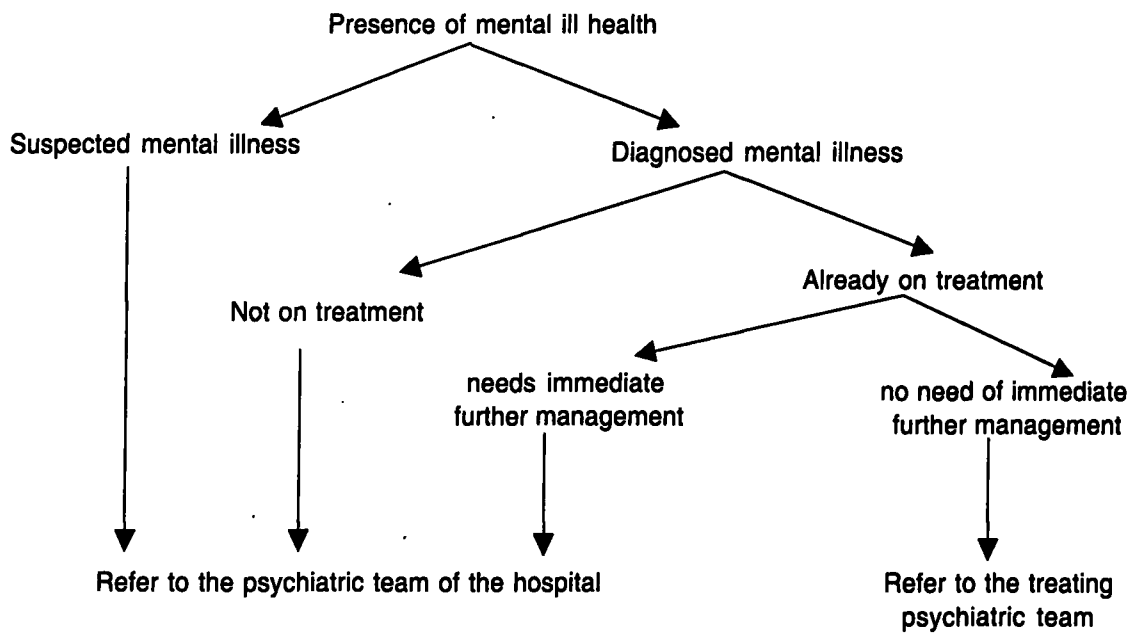 Presence of mental ill health
Suspected mental illness
Diagnosed mental illness
Not on treatment
Already on treatment
needs immediate
further management
no need of immediate
further management
Refer to the psychiatric team of the hospital
Refer to the treating
psychiatric team